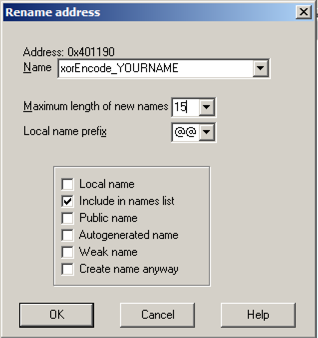 Rename address
Address: 0x401190
Name xorEncode_YOURNAME
Maximum length of new names 15
Local name prefix @@
Local name
Include in names list
Public name
Autogenerated name
Weak name
Create name anyway
OK Cancel Help